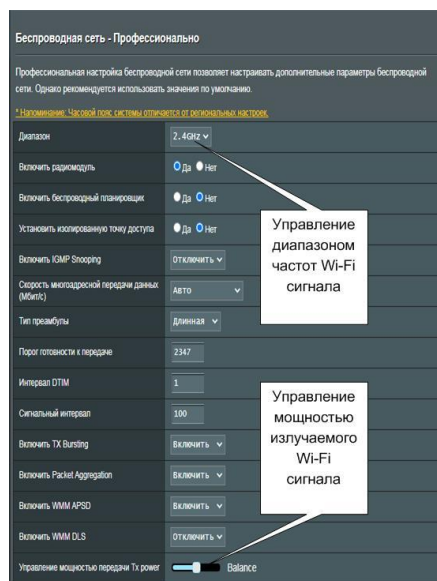 Беспроводная сеть - Профессионально
Профессиональная настройка беспроводной сети позволяет настраивать дополнительные параметры беспроводной
сети. Однако рекомендуется использовать значения по умолчанию.
* Напоминание: Часовой пояс системы отличается от региональных настроек.
Диапазон
2.4GHz
Включить радиомодуль
Да Нет
Включить беспроводный планировщик
Да Нет
Установить изолированную точку доступа
Да Нет
Управление
диапазоном
частот Wi-Fi
сигнала
Включить IGMP Snooping
Отключить
Скорость многоадресной передачи данных
(Мбит/с)
Авто
Тип преамбулы
Длинная
Порог готовности к передаче
2347
Интервал DTIM
1
Сигнальный интервал
100
Управление
мощностью
излучаемого
Wi-Fi
сигнала
Включить TX Bursting
Включить
Включить Packet Aggregation
Включить
Включить WMM APSD
Включить
Включить WMM DLS
Отключить
Управление мощностью передачи Tx power
Balance